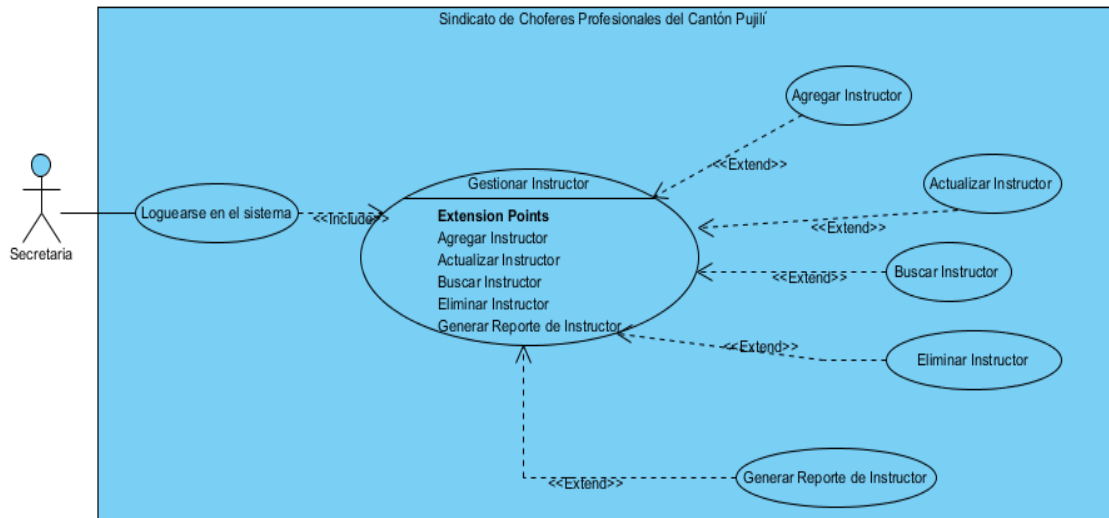 Sindicato de Choferes Profesionales del Cantón Pujilí
Agregar Instructor
<<Extend>>
Gestionar Instructor
Actualizar Instructor
Loguearse en el sistema
<<Include>>
Extension Points
Agregar Instructor
Actualizar Instructor
Buscar Instructor
Eliminar Instructor
Generar Reporte de Instructor
<<Extend>>
Secretaria
Buscar Instructor
<<Extend>>
<<Extend>>
Eliminar Instructor
<<Extend>>
Generar Reporte de Instructor